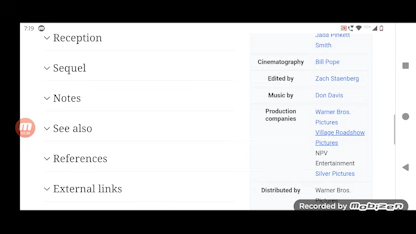 7:19
Reception
Sequel
Notes
See also
References
External links
Jada Pinkett
Smith
Cinematography Bill Pope
Edited by Zach Staenberg
Music by Don Davis
Production
companies
Warner Bros.
Pictures
Village Roadshow
Pictures
NPV
Entertainment
Silver Pictures
Distributed by Warner Bros.
Pictures
Recorded by MOBIZEN